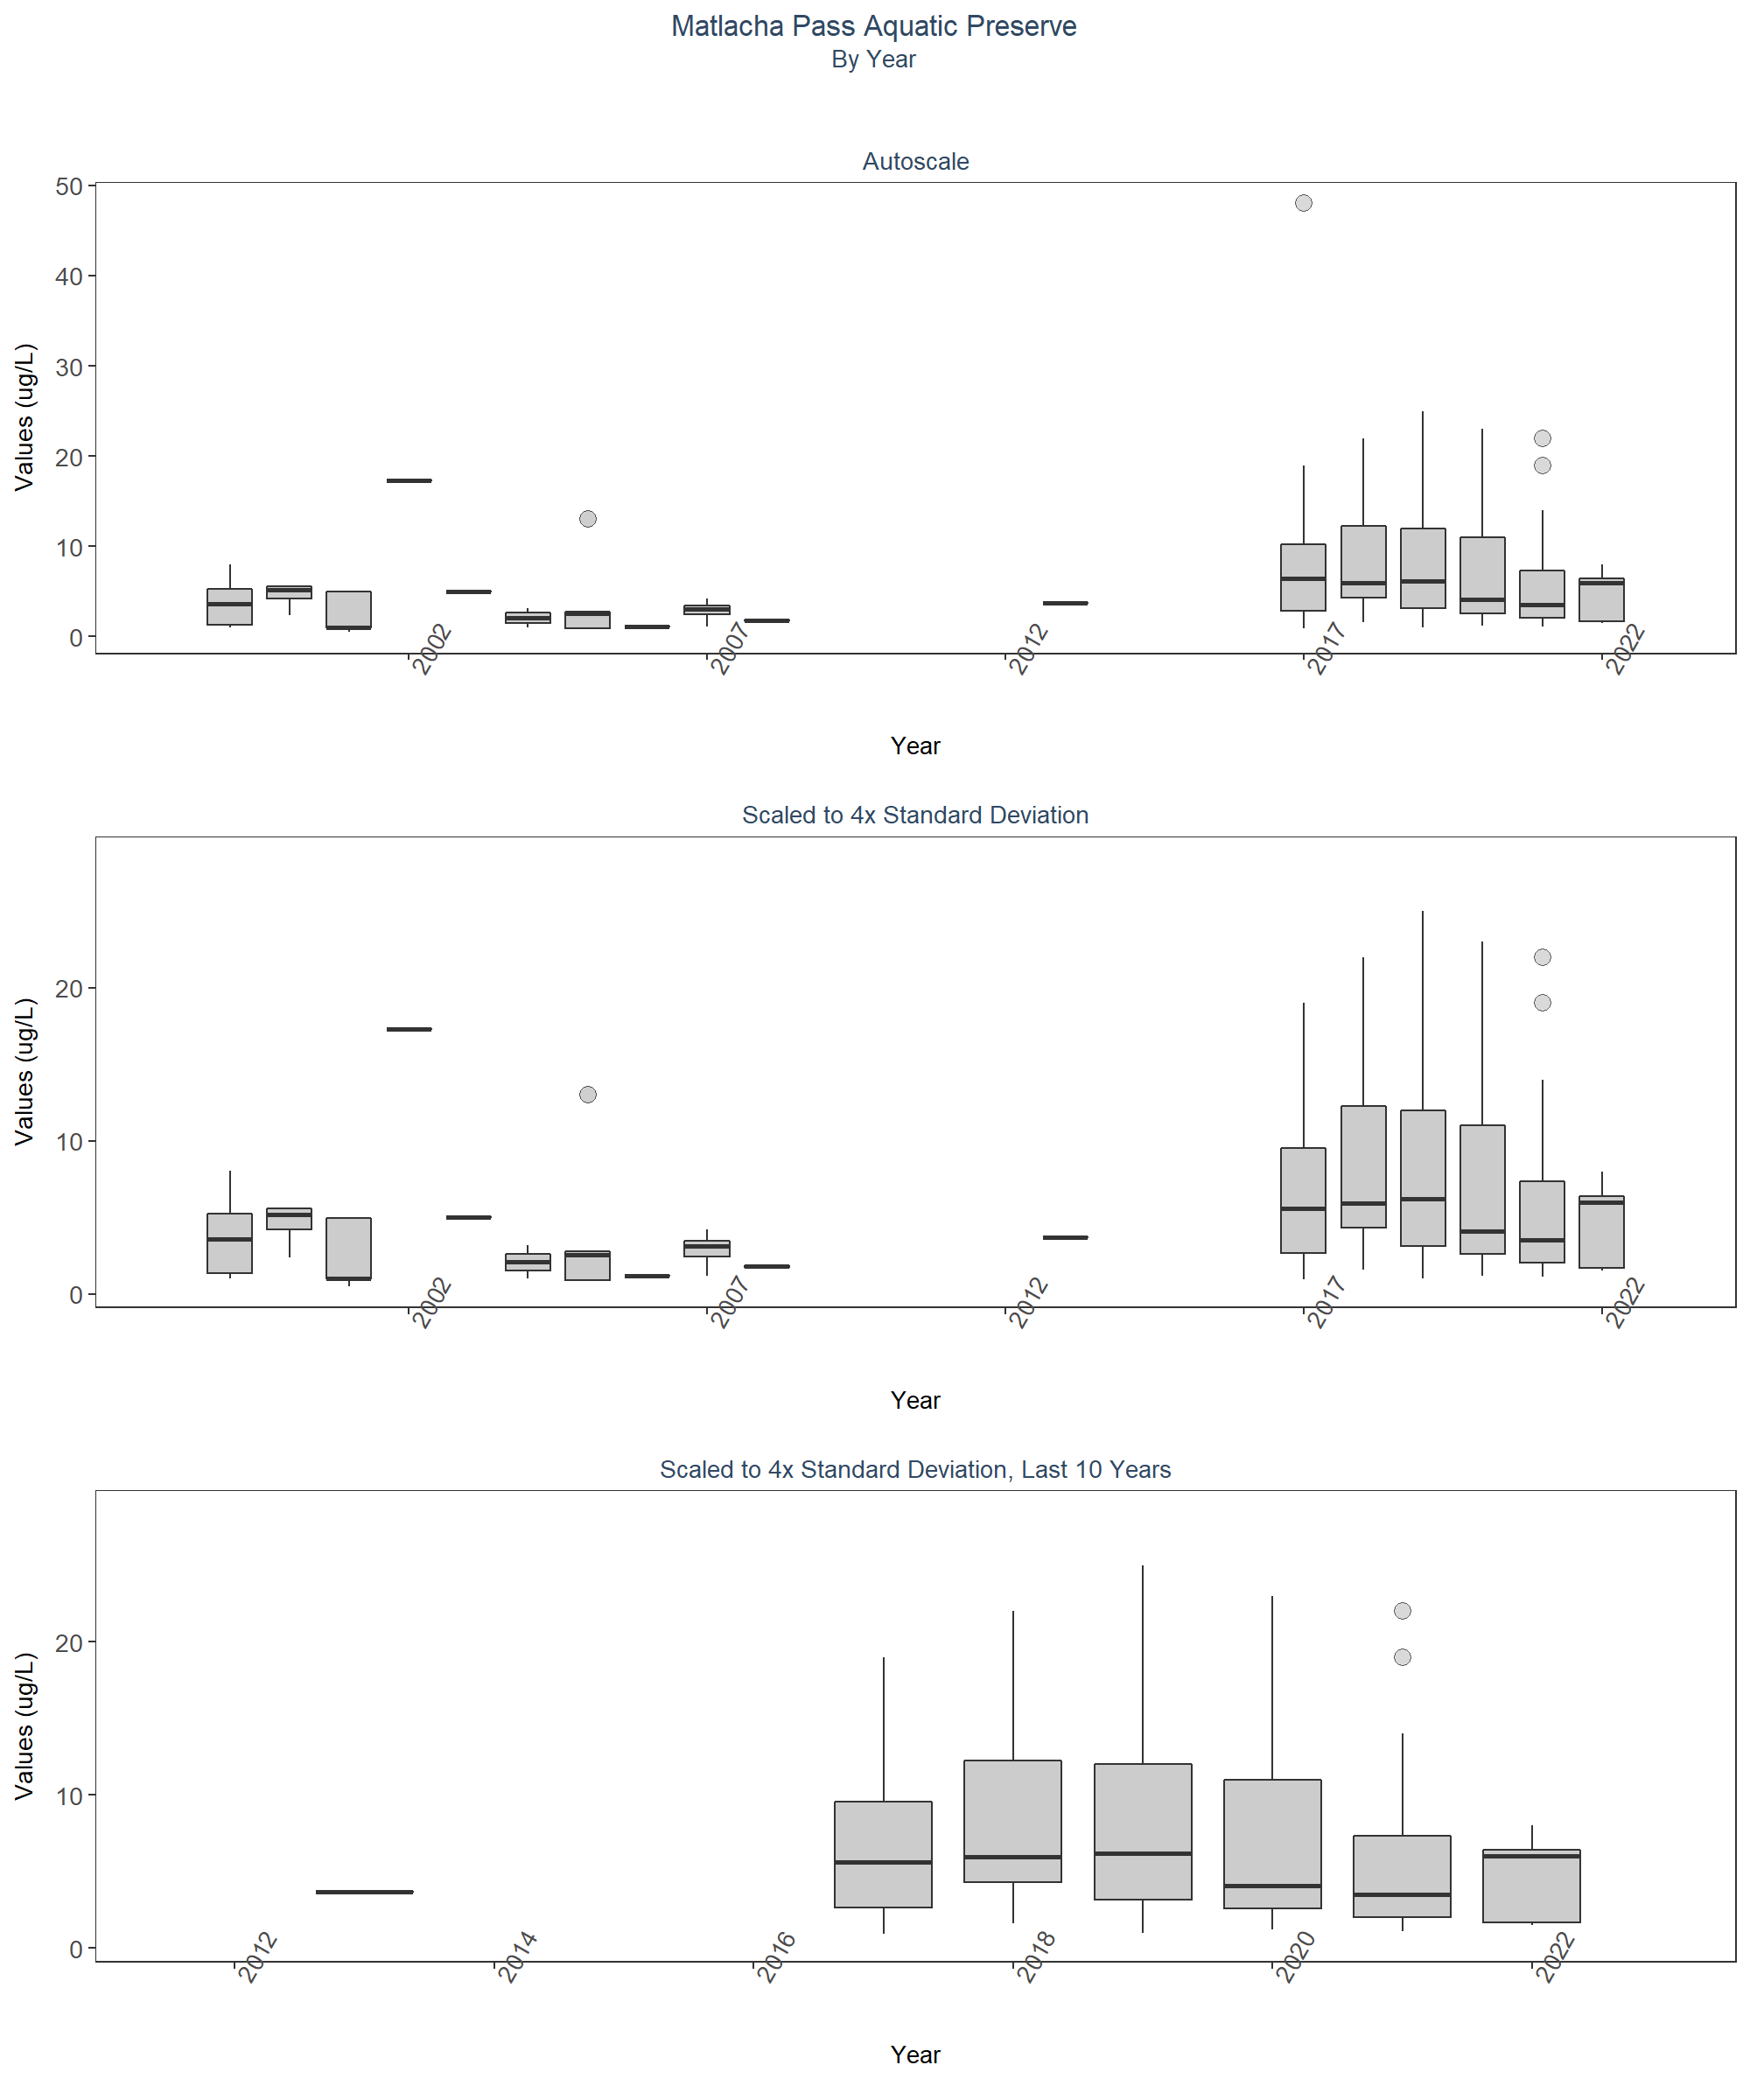 Matlacha Pass Aquatic Preserve
By Year
Autoscale
50
40
30
20
10
0
Values (ug/L)
2002
2007
2012
2017
2022
Year
Scaled to 4x Standard Deviation
20
10
0
Values (ug/L)
2002
2007
2012
2017
2022
Year
Scaled to 4x Standard Deviation, Last 10 Years
20
10
0
Values (ug/L)
2012
2014
2016
2018
2020
2022
Year